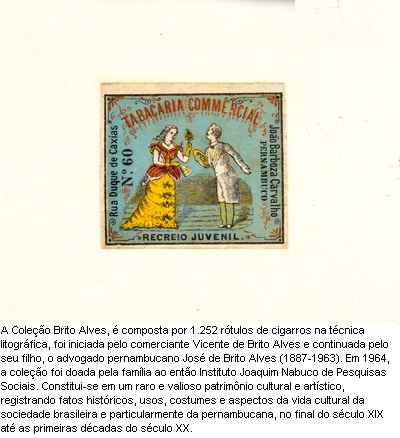 TABACARIA COMMERCIAL
Rua Duque de Caxias
Nº 60
João Barboza Carvalho
PERNAMBUCO
RECREIO JUVENIL.
A Coleção Brito Alves, é composta por 1.252 rótulos de cigarros na técnica
litográfica, foi iniciada pelo comerciante Vicente de Brito Alves e continuada pelo
seu filho, o advogado pernambucano José de Brito Alves (1887-1963). Em 1964,
a coleção foi doada pela família ao então Instituto Joaquim Nabuco de Pesquisas
Sociais. Constitui-se em um raro e valioso patrimônio cultural e artístico,
registrando fatos históricos, usos, costumes e aspectos da vida cultural da
sociedade brasileira e particularmente da pernambucana, no final do século XIX
até as primeiras décadas do século XX.